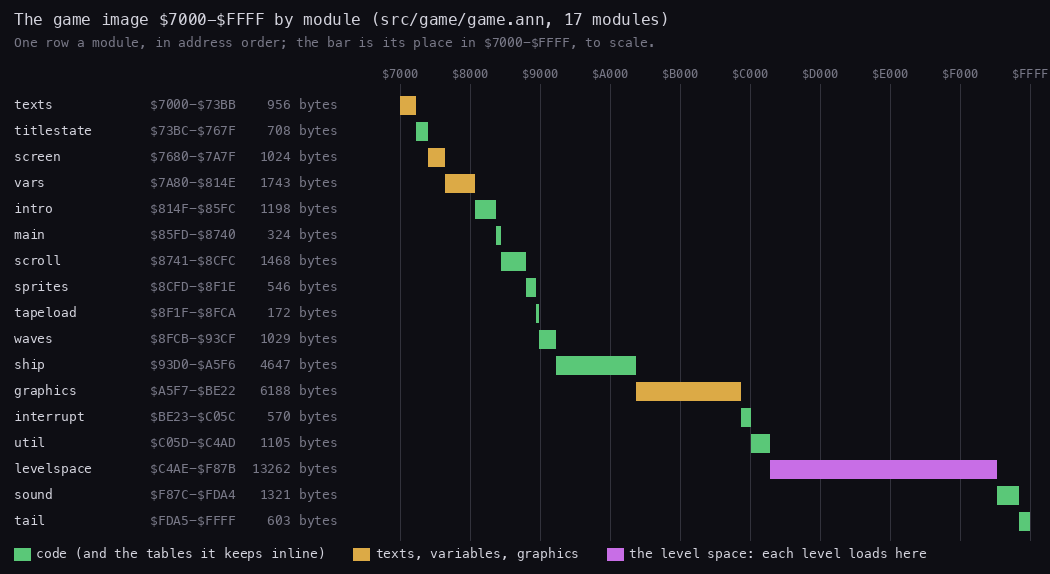 The game image $7000–$FFFF by module (src/game/game.ann, 17 modules)
One row a module, in address order; the bar is its place in $7000–$FFFF, to scale.
$7000 $8000 $9000 $A000 $B000 $C000 $D000 $E000 $F000 $FFFF
texts $7000–$73BB 956 bytes
titlestate $73BC–$767F 708 bytes
screen $7680–$7A7F 1024 bytes
vars $7A80–$814E 1743 bytes
intro $814F–$85FC 1198 bytes
main $85FD–$8740 324 bytes
scroll $8741–$8CFC 1468 bytes
sprites $8CFD–$8F1E 546 bytes
tapeload $8F1F–$8FCA 172 bytes
waves $8FCB–$93CF 1029 bytes
ship $93D0–$A5F6 4647 bytes
graphics $A5F7–$BE22 6188 bytes
interrupt $BE23–$C05C 570 bytes
util $C05D–$C4AD 1105 bytes
levelspace $C4AE–$F87B 13262 bytes
sound $F87C–$FDA4 1321 bytes
tail $FDA5–$FFFF 603 bytes
code (and the tables it keeps inline) texts, variables, graphics the level space: each level loads here